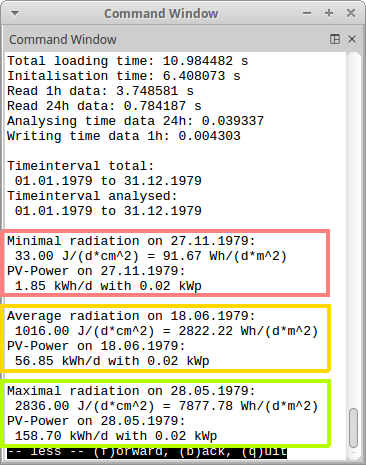 Command Window
Command Window
Total loading time: 10.984482 s
Initalisation time: 6.408073 s
Read 1h data: 3.748581 s
Read 24h data: 0.784187 s
Analysing time data 24h: 0.039337
Writing time data 1h: 0.004303
Timeinterval total:
01.01.1979 to 31.12.1979
Timeinterval analysed:
01.01.1979 to 31.12.1979
Minimal radiation on 27.11.1979:
33.00 J/(d*cm^2) = 91.67 Wh/(d*m^2)
PV-Power on 27.11.1979:
1.85 kWh/d with 0.02 kWp
Average radiation on 18.06.1979:
1016.00 J/(d*cm^2) = 2822.22 Wh/(d*m^2)
PV-Power on 18.06.1979:
56.85 kWh/d with 0.02 kWp
Maximal radiation on 28.05.1979:
2836.00 J/(d*cm^2) = 7877.78 Wh/(d*m^2)
PV-Power on 28.05.1979:
158.70 kWh/d with 0.02 kWp
-- less -- (f)orward, (b)ack, (q)uit